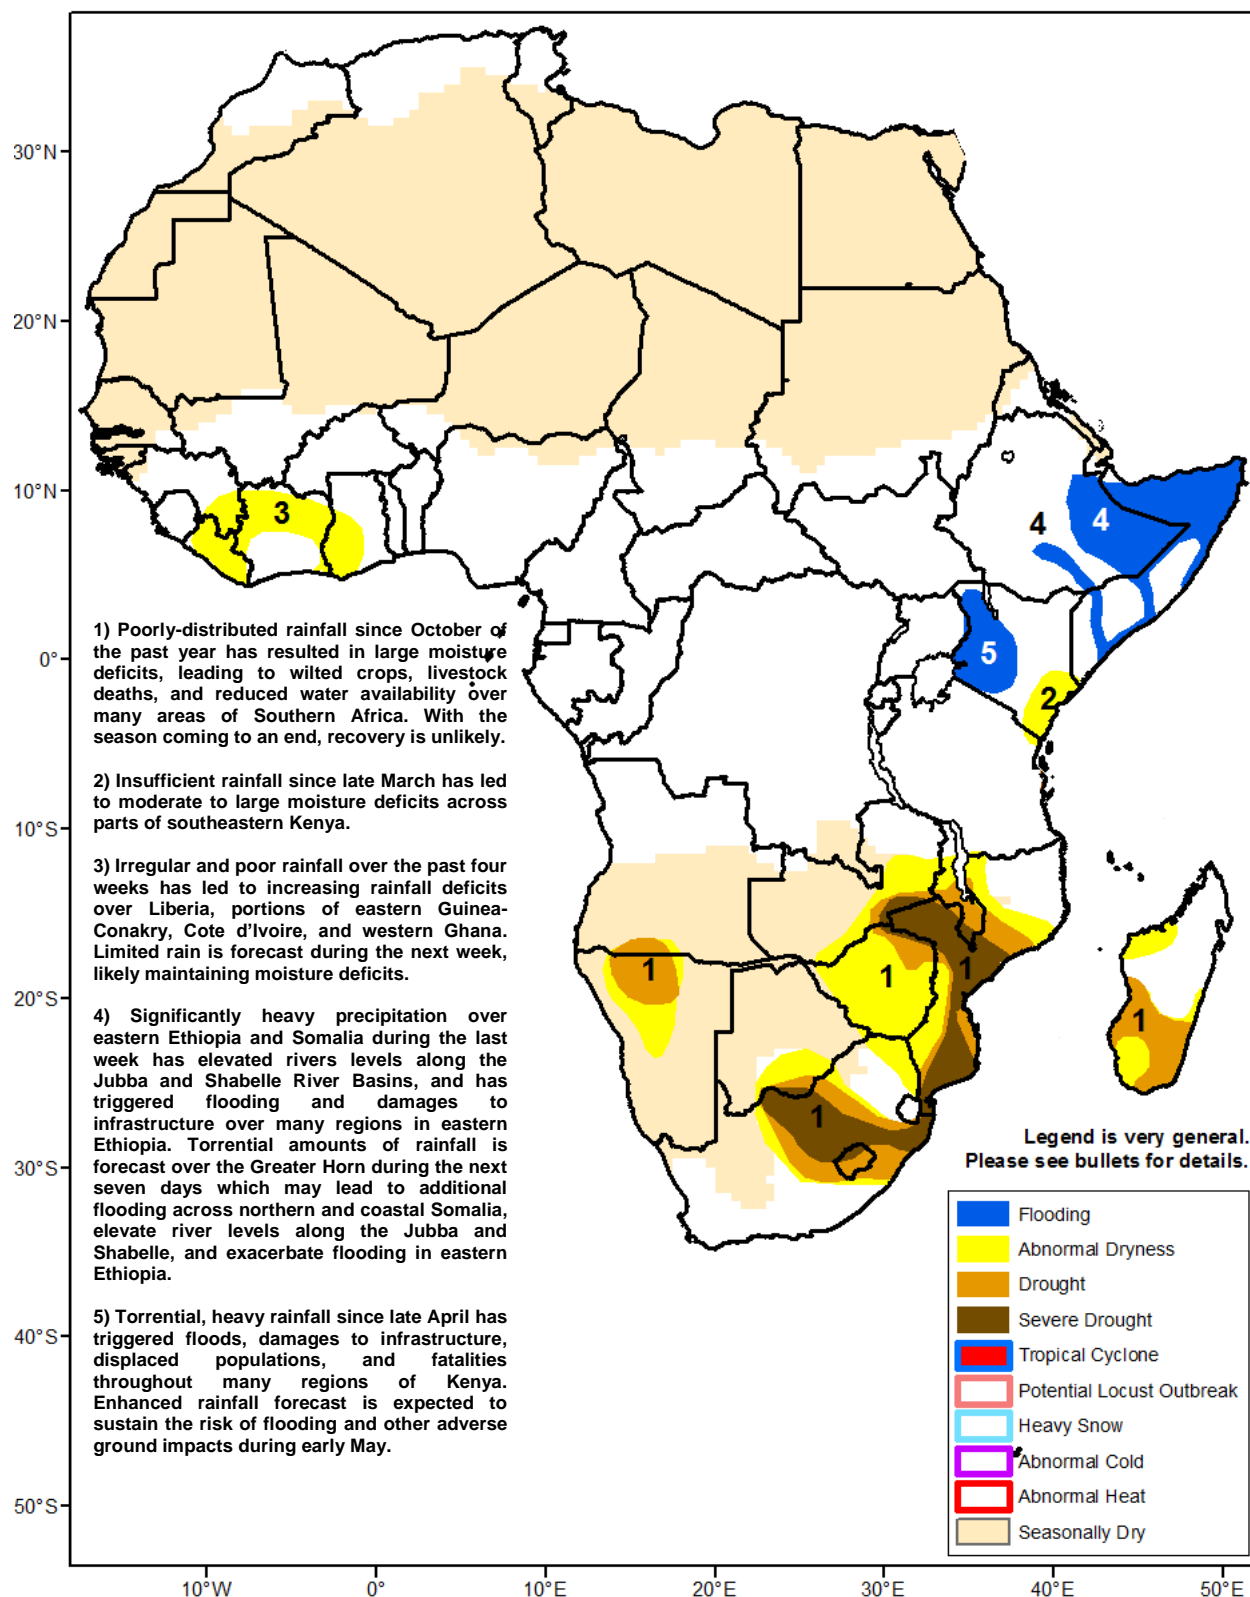 30°N
20°N
10°N
0°
10°S
20°S
30°S
40°S
50°S
10°W
0°
10°E
20°E
30°E
40°E
50°E
3
4
4
5
2
1
1
1
1
1
1) Poorly-distributed rainfall since October of
the past year has resulted in large moisture
deficits, leading to wilted crops, livestock
deaths, and reduced water availability over
many areas of Southern Africa. With the
season coming to an end, recovery is unlikely.
2) Insufficient rainfall since late March has led
to moderate to large moisture deficits across
parts of southeastern Kenya.
3) Irregular and poor rainfall over the past four
weeks has led to increasing rainfall deficits
over Liberia, portions of eastern Guinea-
Conakry, Cote d'Ivoire, and western Ghana.
Limited rain is forecast during the next week,
likely maintaining moisture deficits.
4) Significantly heavy precipitation over
eastern Ethiopia and Somalia during the last
week has elevated rivers levels along the
Jubba and Shabelle River Basins, and has
triggered flooding and damages to
infrastructure over many regions in eastern
Ethiopia. Torrential amounts of rainfall is
forecast over the Greater Horn during the next
seven days which may lead to additional
flooding across northern and coastal Somalia,
elevate river levels along the Jubba and
Shabelle, and exacerbate flooding in eastern
Ethiopia.
5) Torrential, heavy rainfall since late April has
triggered floods, damages to infrastructure,
displaced populations, and fatalities
throughout many regions of Kenya.
Enhanced rainfall forecast is expected to
sustain the risk of flooding and other adverse
ground impacts during early May.
Legend is very general.
Please see bullets for details.
Flooding
Abnormal Dryness
Drought
Severe Drought
Tropical Cyclone
Potential Locust Outbreak
Heavy Snow
Abnormal Cold
Abnormal Heat
Seasonally Dry